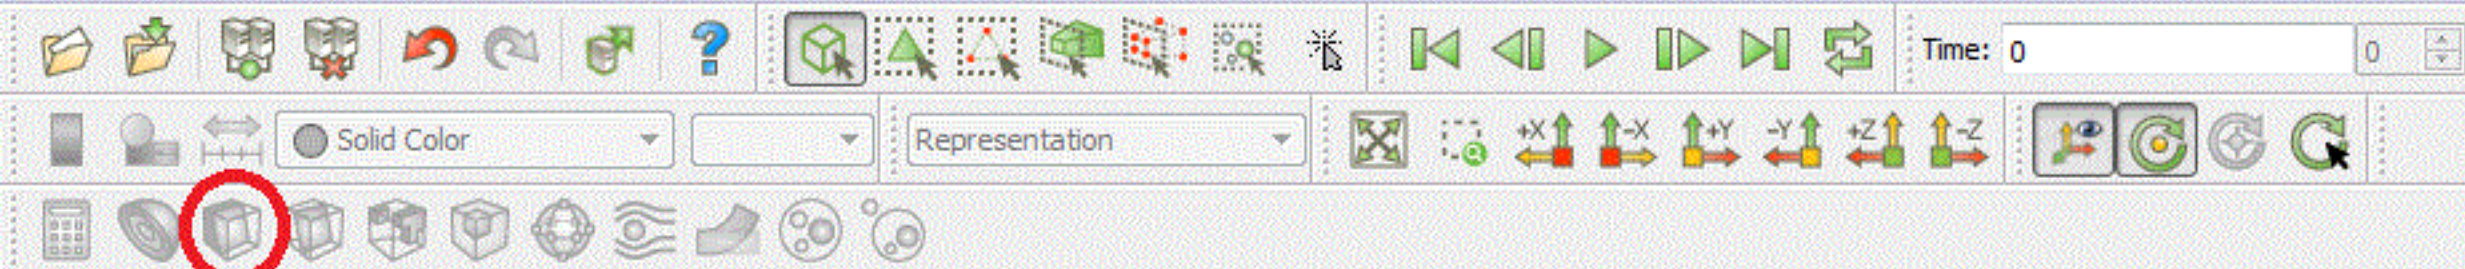 Time: 0 0
Solid Color Representation +X -X +Y -Y +Z -Z